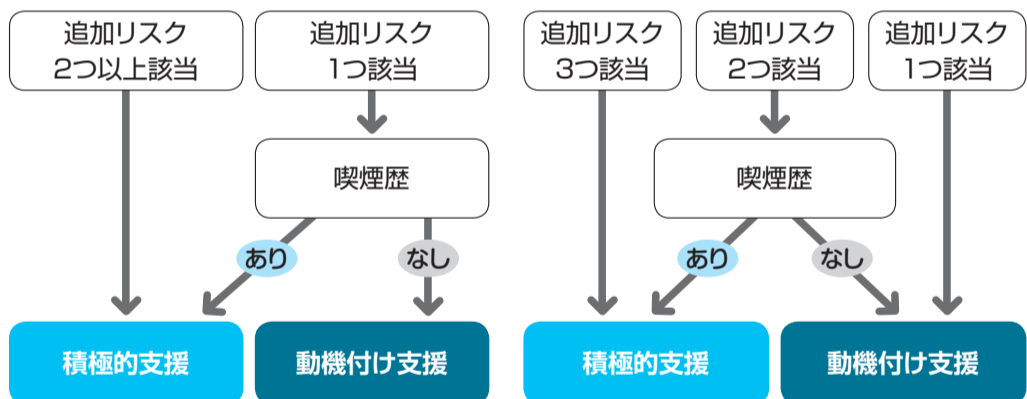 追加リスク
2つ以上該当
追加リスク
1つ該当
喫煙歴
あり
なし
積極的支援
動機付け支援
追加リスク
3つ該当
追加リスク
2つ該当
追加リスク
1つ該当
喫煙歴
あり
なし
積極的支援
動機付け支援